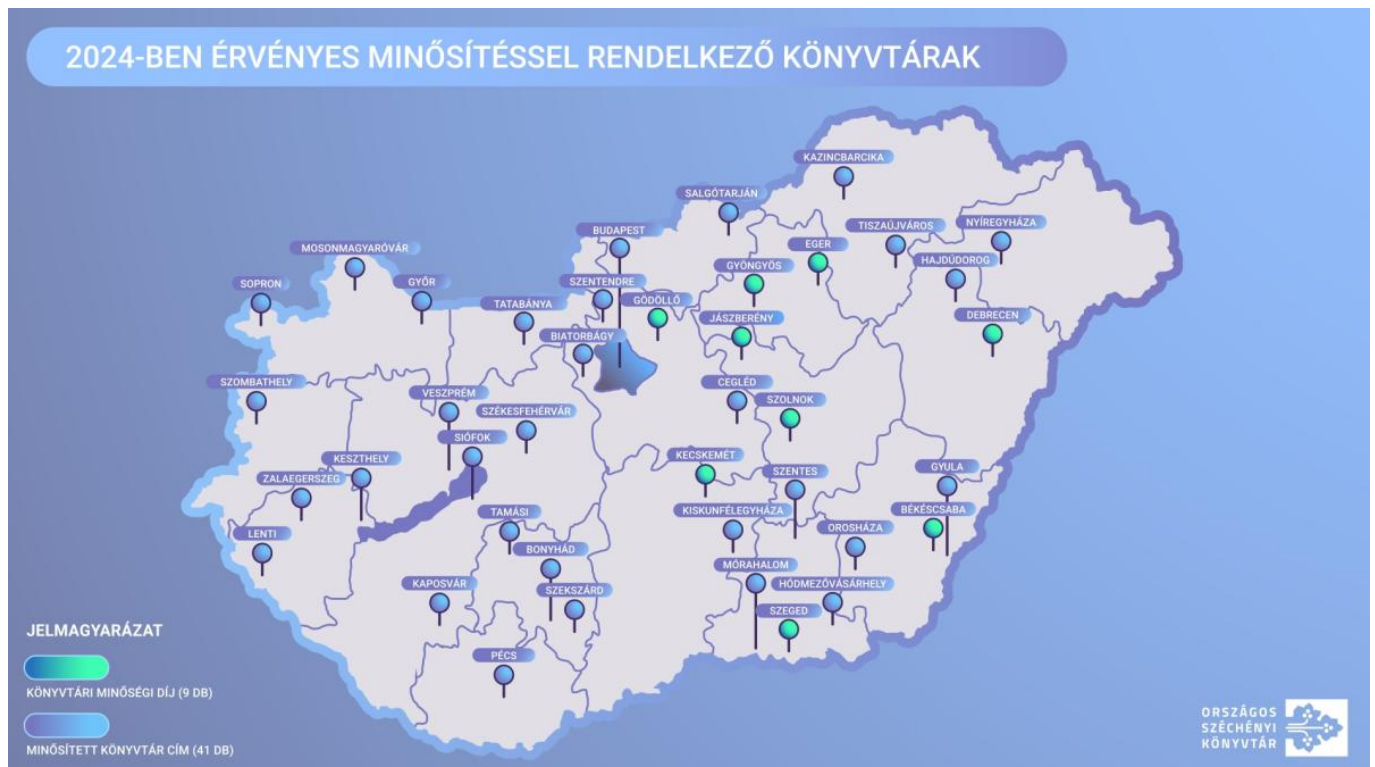 2024-BEN ÉRVÉNYES MINŐSÍTÉSSEL RENDELKEZŐ KÖNYVTÁRAK
KAZINCBARCIKA
SALGÓTARJÁN
TISZAÚJVÁROS
NYÍREGYHÁZA
BUDAPEST
EGER
MOSONMAGYARÓVÁR
HAJDÚDOROG
GYÖNGYÖS
SOPRON
GYŐR
SZENTENDRE
GÖDÖLLŐ
TATABÁNYA
JÁSZBERÉNY
DEBRECEN
BIATORBÁGY
SZOMBATHELY
VESZPRÉM
CEGLÉD
SZOLNOK
SZÉKESFEHÉRVÁR
SIÓFOK
KESZTHELY
KECSKEMÉT
SZENTES
GYULA
ZALAEGERSZEG
TAMÁSI
KISKUNFÉLEGYHÁZA
BÉKÉSCSABA
LENTI
OROSHÁZA
BONYHÁD
MÓRAHALOM
KAPOSVÁR
SZEKSZÁRD
HÓDMEZŐVÁSÁRHELY
SZEGED
PÉCS
JELMAGYARÁZAT
KÖNYVTÁRI MINŐSÉGI DÍJ (9 DB)
MINŐSÍTETT KÖNYVTÁR CÍM (41 DB)
ORSZÁGOS
SZÉCHÉNYI
KÖNYVTÁR